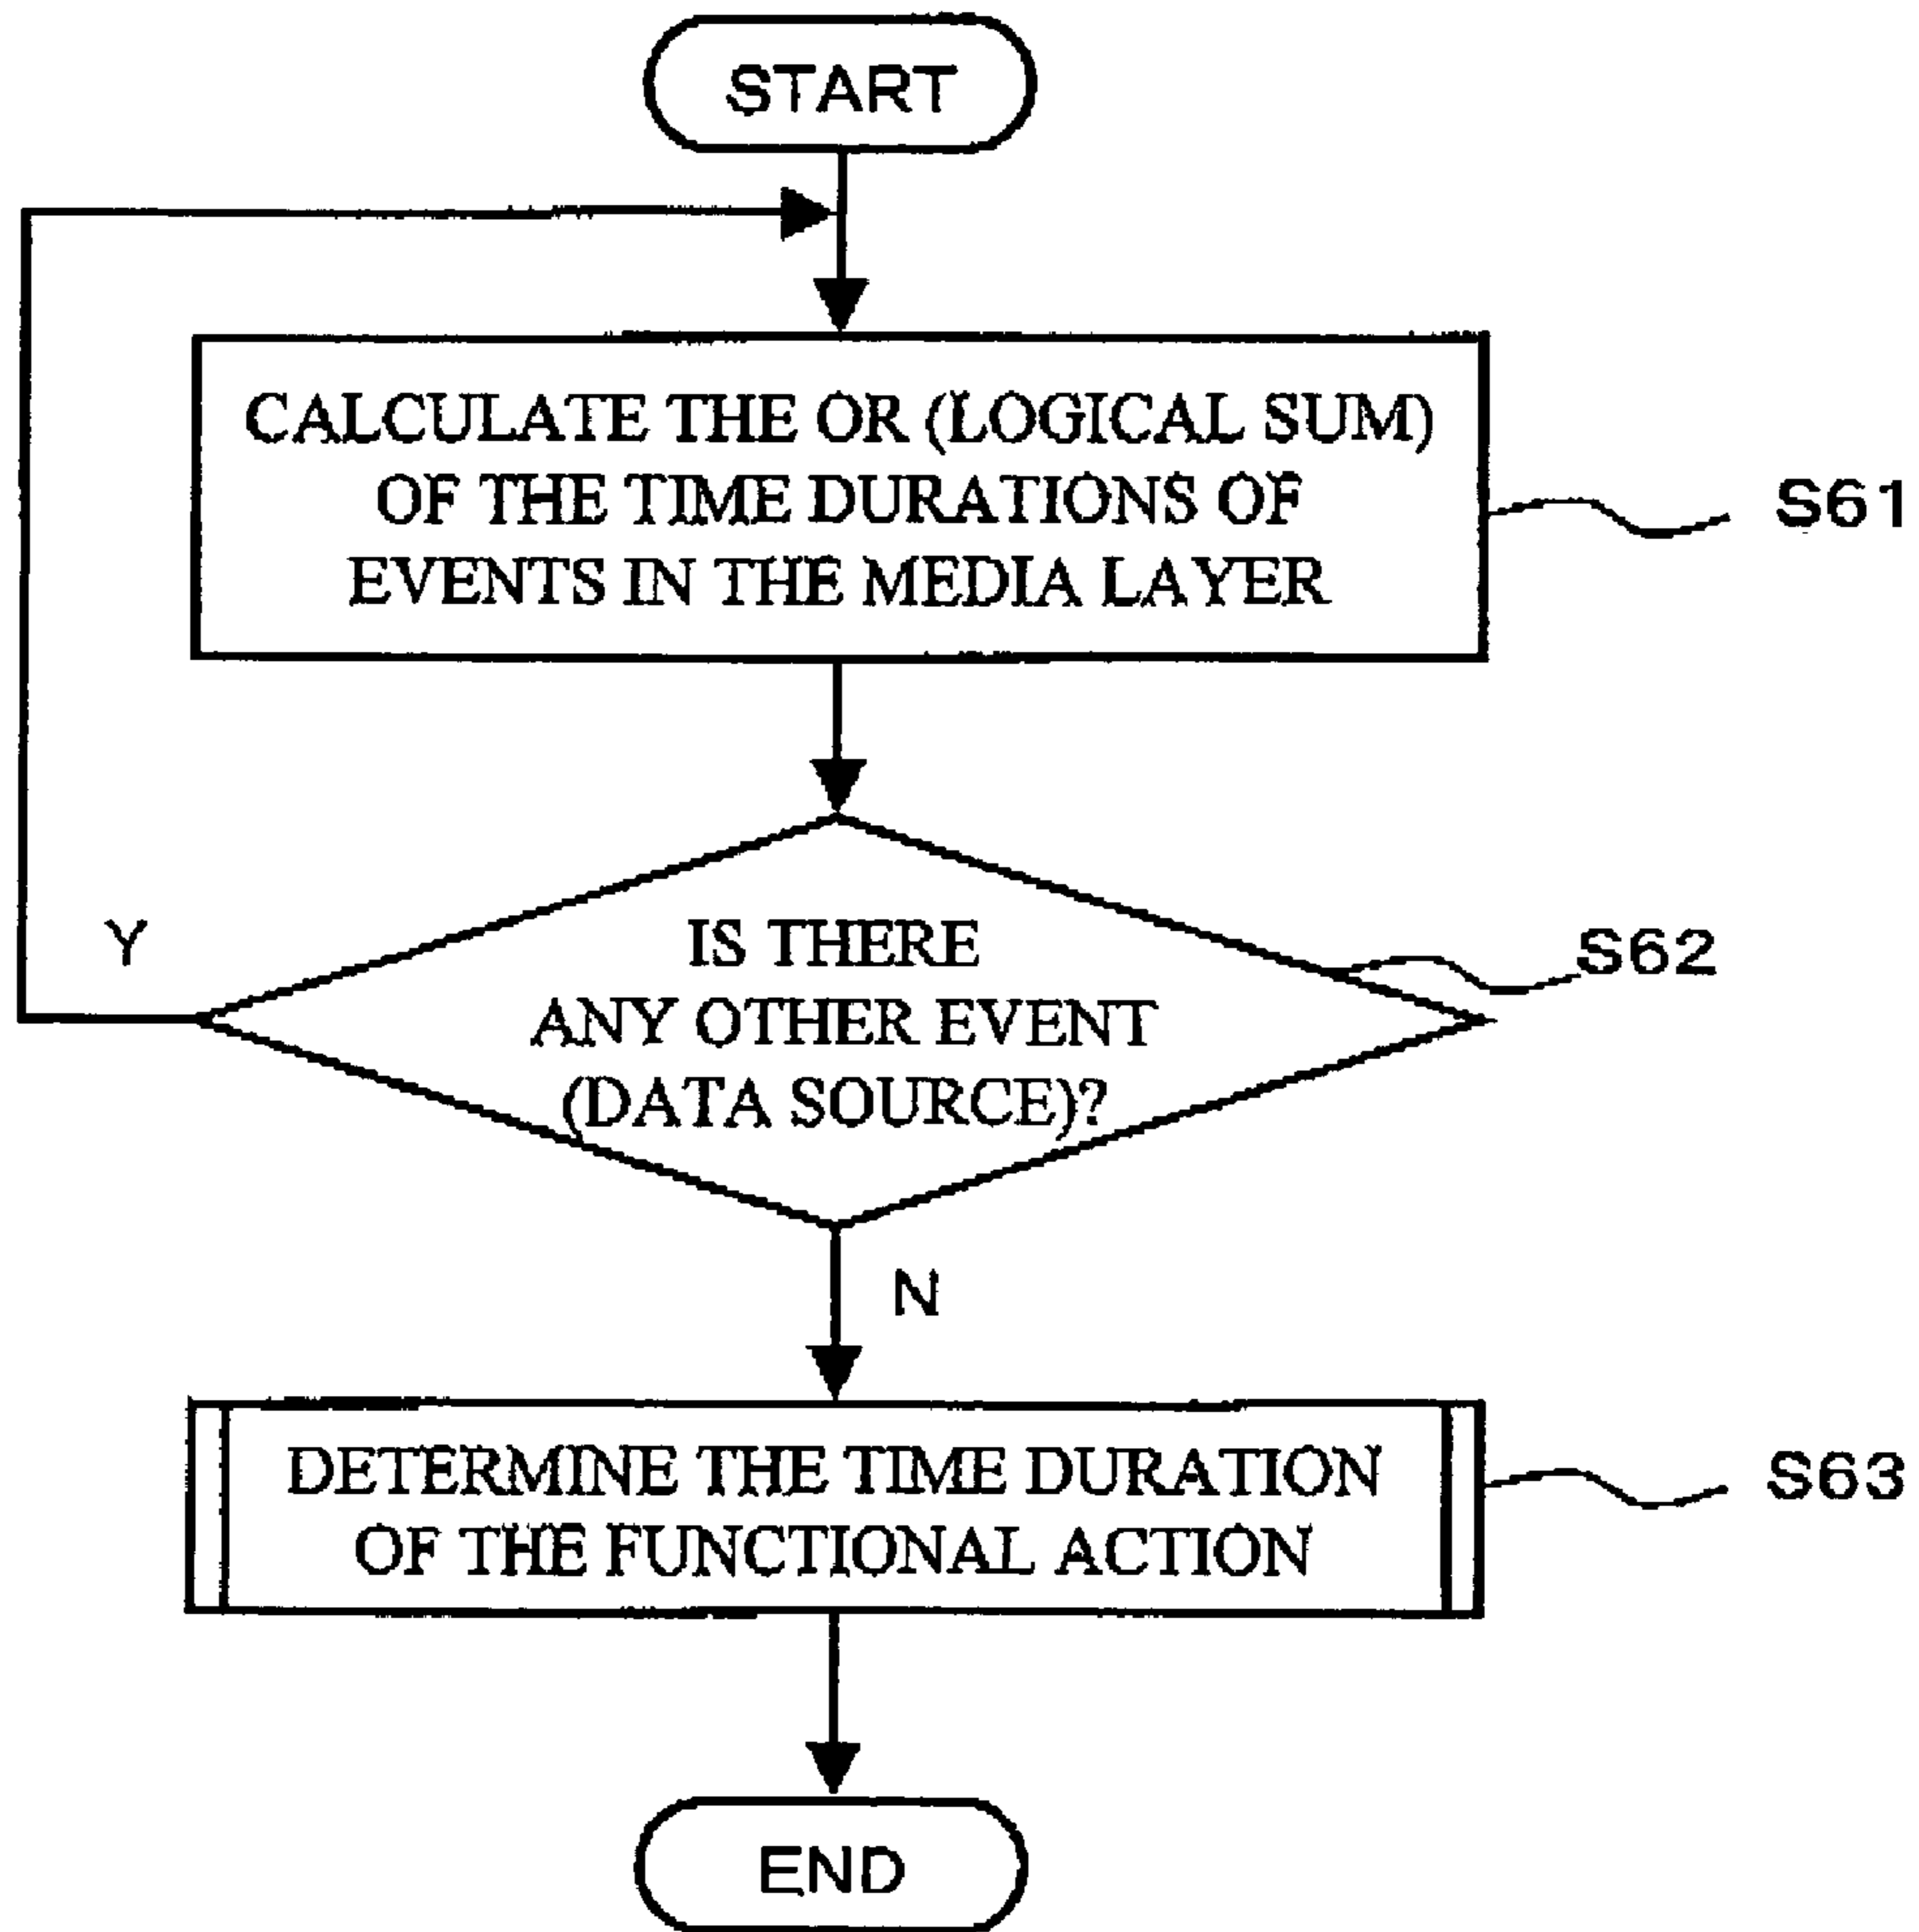 START
CALCULATE THE OR (LOGICAL SUM)
OF THE TIME DURATIONS OF
EVENTS IN THE MEDIA LAYER
S61
Y
IS THERE
ANY OTHER EVENT
(DATA SOURCE)?
S62
N
DETERMINE THE TIME DURATION
OF THE FUNCTIONAL ACTION
S63
END